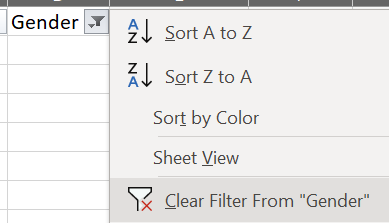 Gender
Sort A to Z
Sort Z to A
Sort by Color
Sheet View
Clear Filter From "Gender"